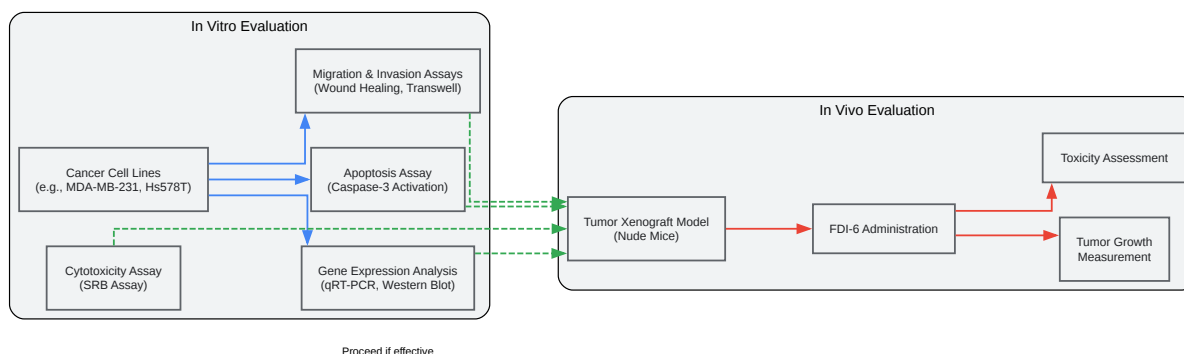 In Vitro Evaluation
Migration & Invasion Assays
(Wound Healing, Transwell)
Cancer Cell Lines
(e.g., MDA-MB-231, Hs578T)
Apoptosis Assay
(Caspase-3 Activation)
Cytotoxicity Assay
(SRB Assay)
Gene Expression Analysis
(qRT-PCR, Western Blot)
In Vivo Evaluation
Tumor Xenograft Model
(Nude Mice)
FDI-6 Administration
Toxicity Assessment
Tumor Growth
Measurement
Proceed if effective